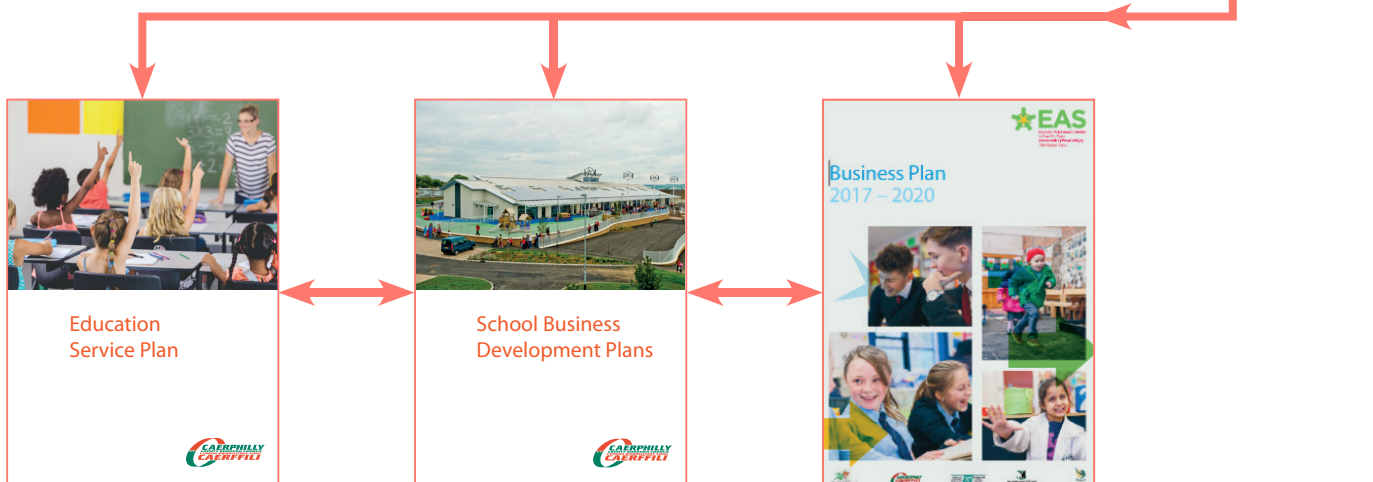 Education
Service Plan
CAERPHILLY
CAERFFILI
School Business
Development Plans
CAERPHILLY
CAERFFILI
EAS
Business Plan
2017 – 2020